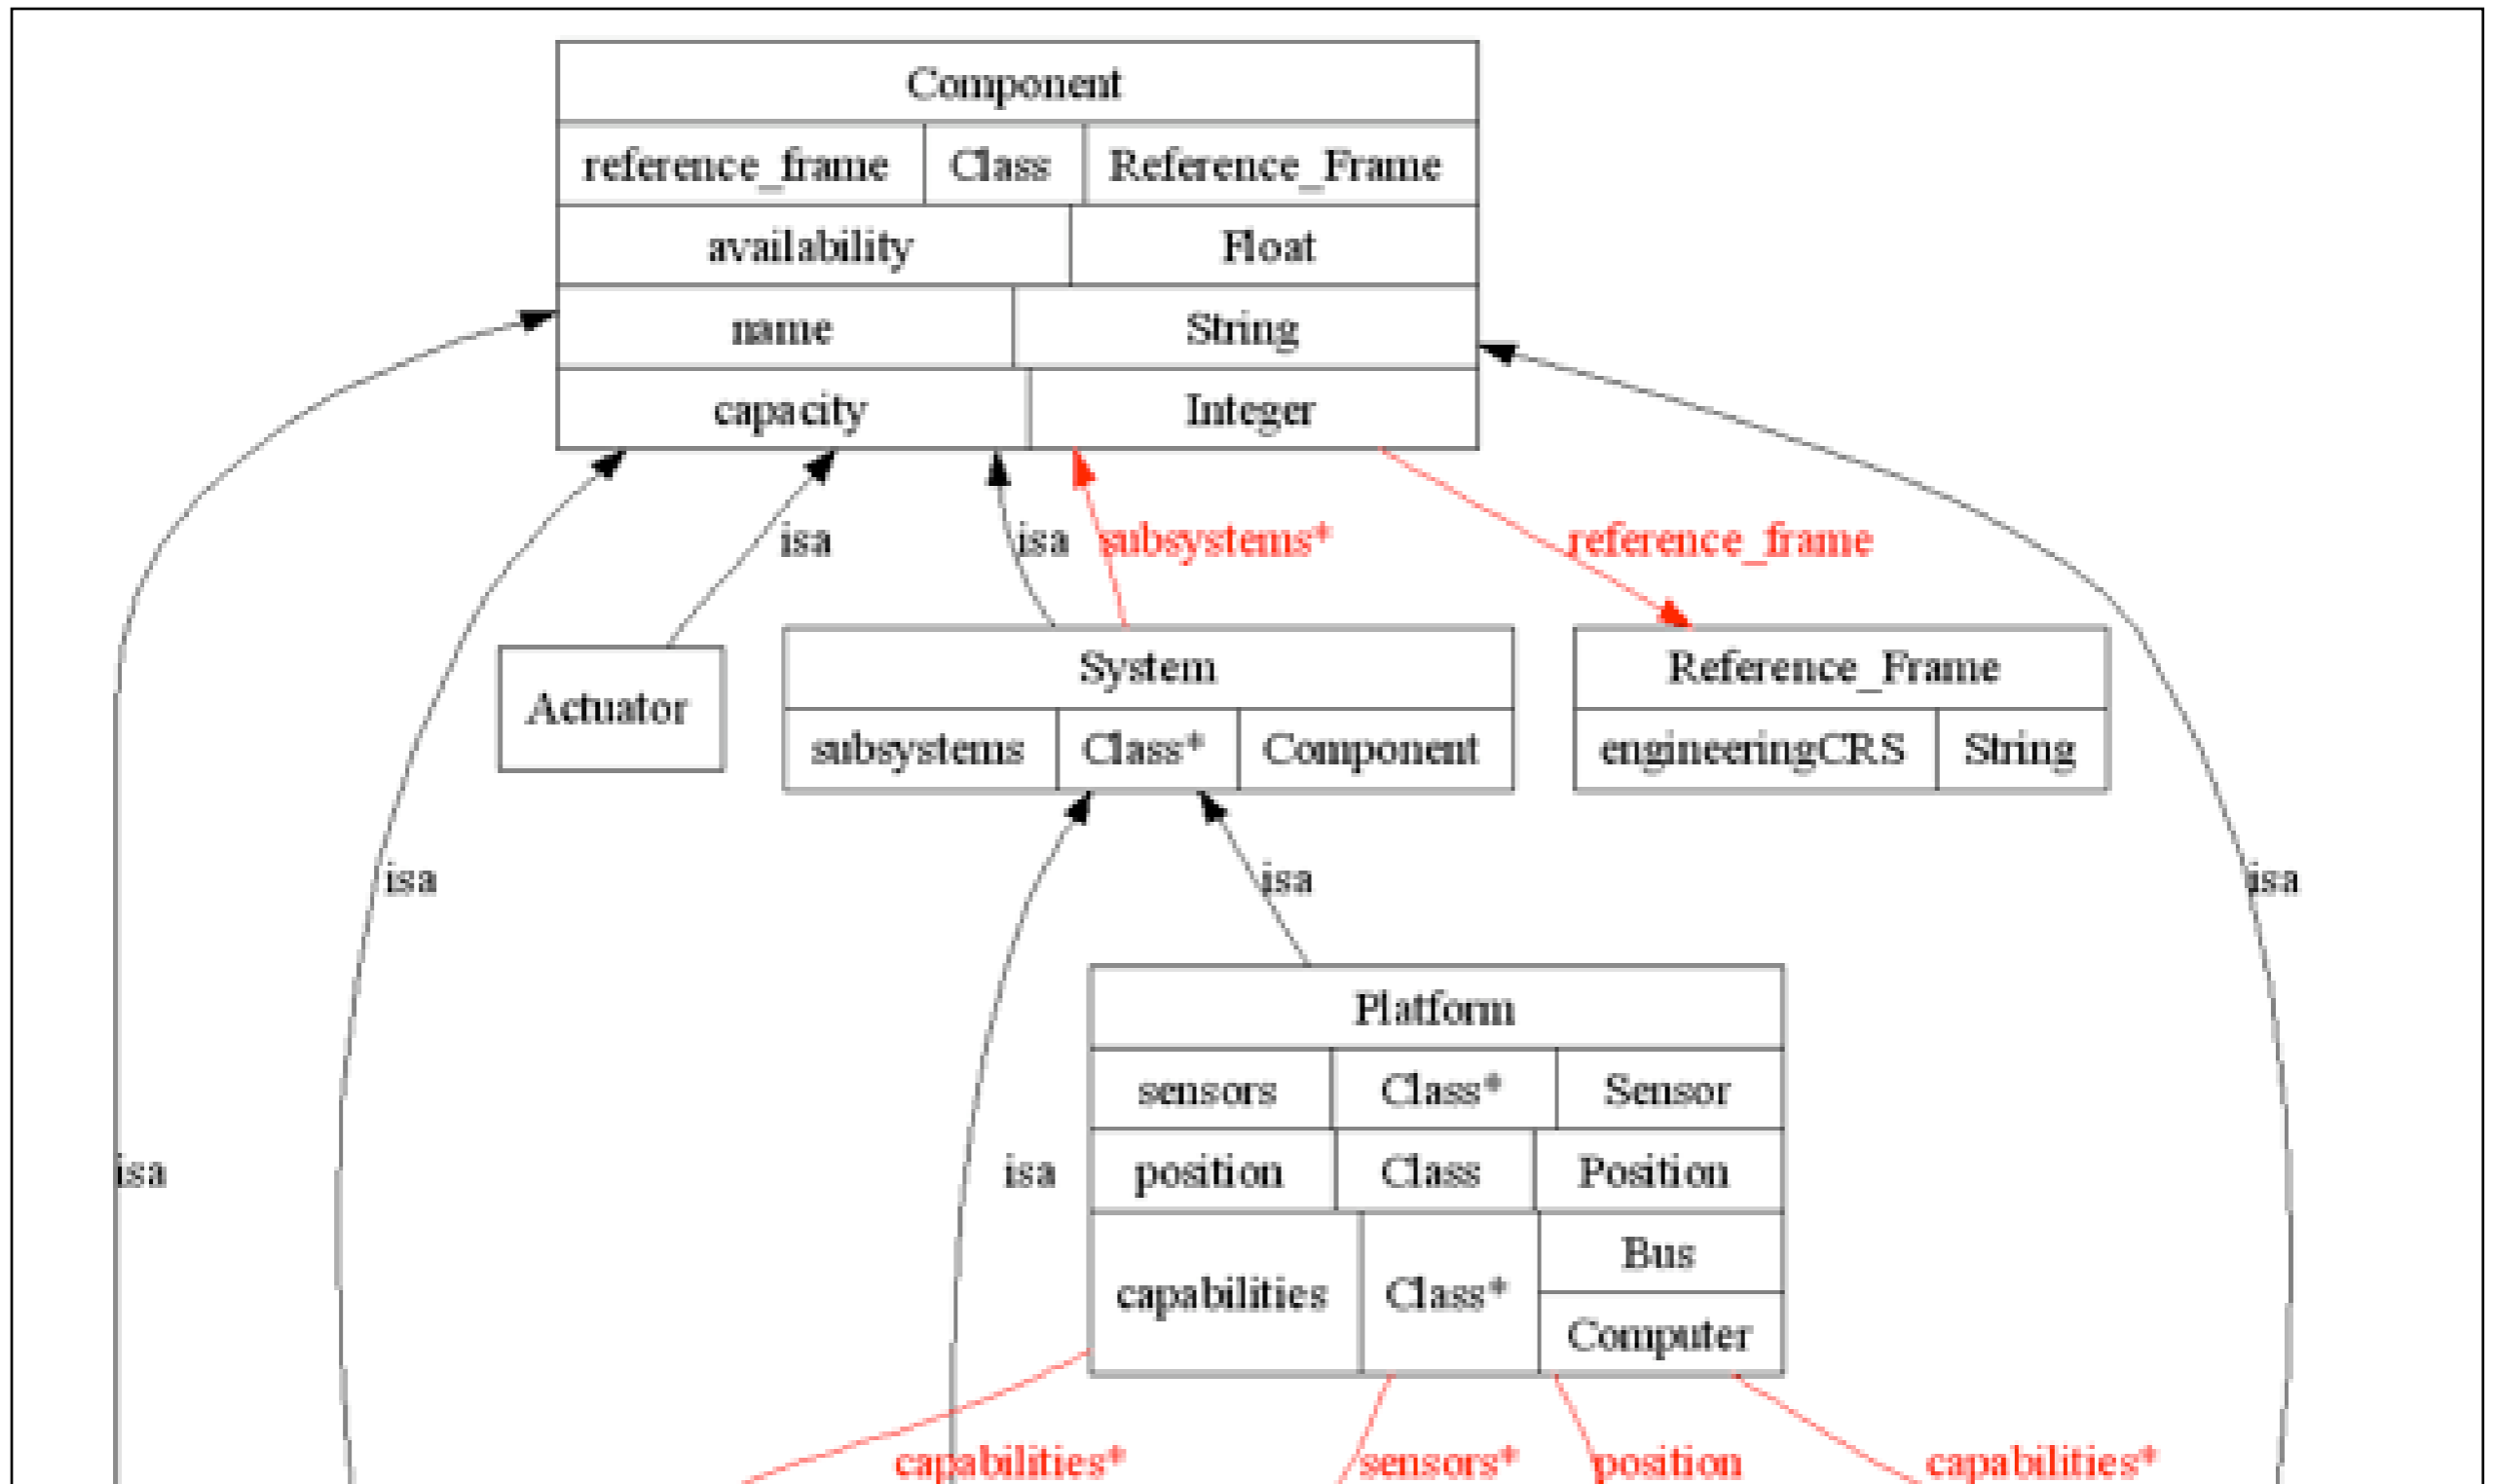 Component
reference_frame Class Reference_Frame
availability Float
name String
capacity Integer
isa isa subsystems* reference_frame
Actuator
System
subsystems Class* Component
Reference_Frame
engineeringCRS String
isa isa isa
Platform
sensors Class* Sensor
position Class Position
capabilities Class* Bus
Computer
isa isa
capabilities* sensors* position capabilities*